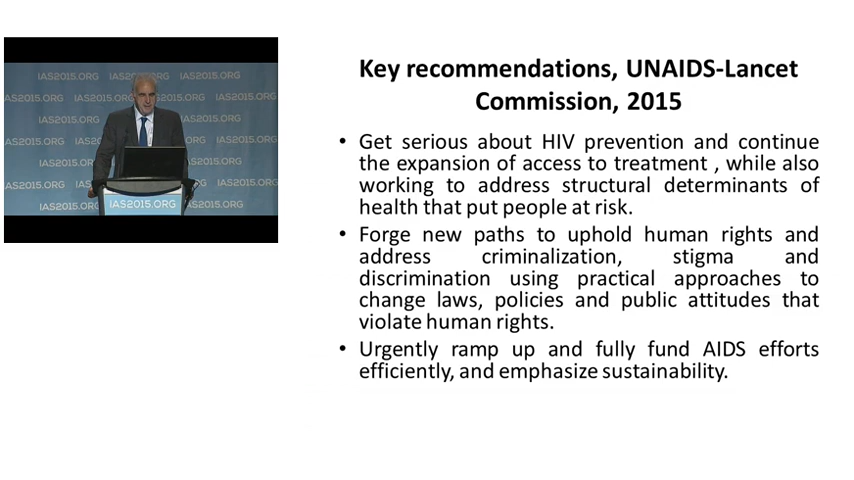 IAS2015.ORG IAS2015.ORG IAS2015.ORG
AS2015.ORG IAS2015.ORG IAS2015.ORG IAS2015.ORG
IAS2015.ORG
IAS2015.ORG
IAS2015.ORG
Key recommendations, UNAIDS-Lancet
Commission, 2015
• Get serious about HIV prevention and continue
the expansion of access to treatment , while also
working to address structural determinants of
health that put people at risk.
• Forge new paths to uphold human rights and
address criminalization, stigma and
discrimination using practical approaches to
change laws, policies and public attitudes that
violate human rights.
• Urgently ramp up and fully fund AIDS efforts
efficiently, and emphasize sustainability.